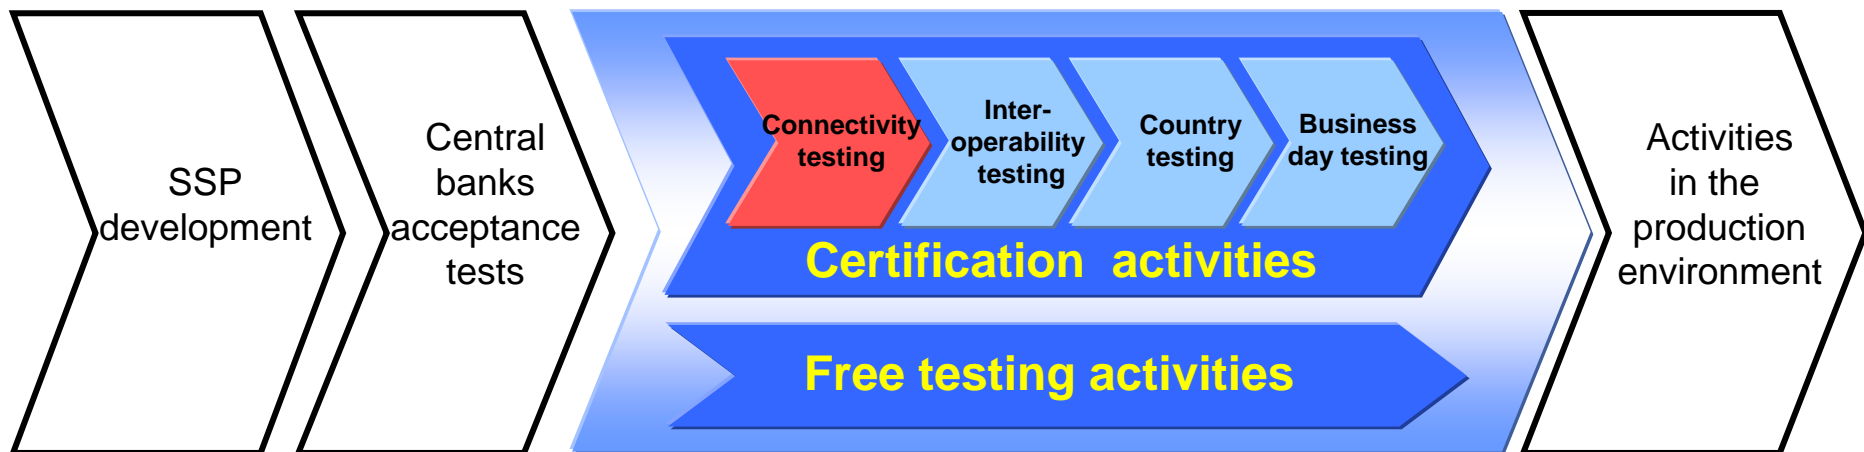 SSP
development
Central
banks
acceptance
tests
Connectivity
testing
Inter-
operability
testing
Country
testing
Business
day testing
Certification activities
Free testing activities
Activities
in the
production
environment